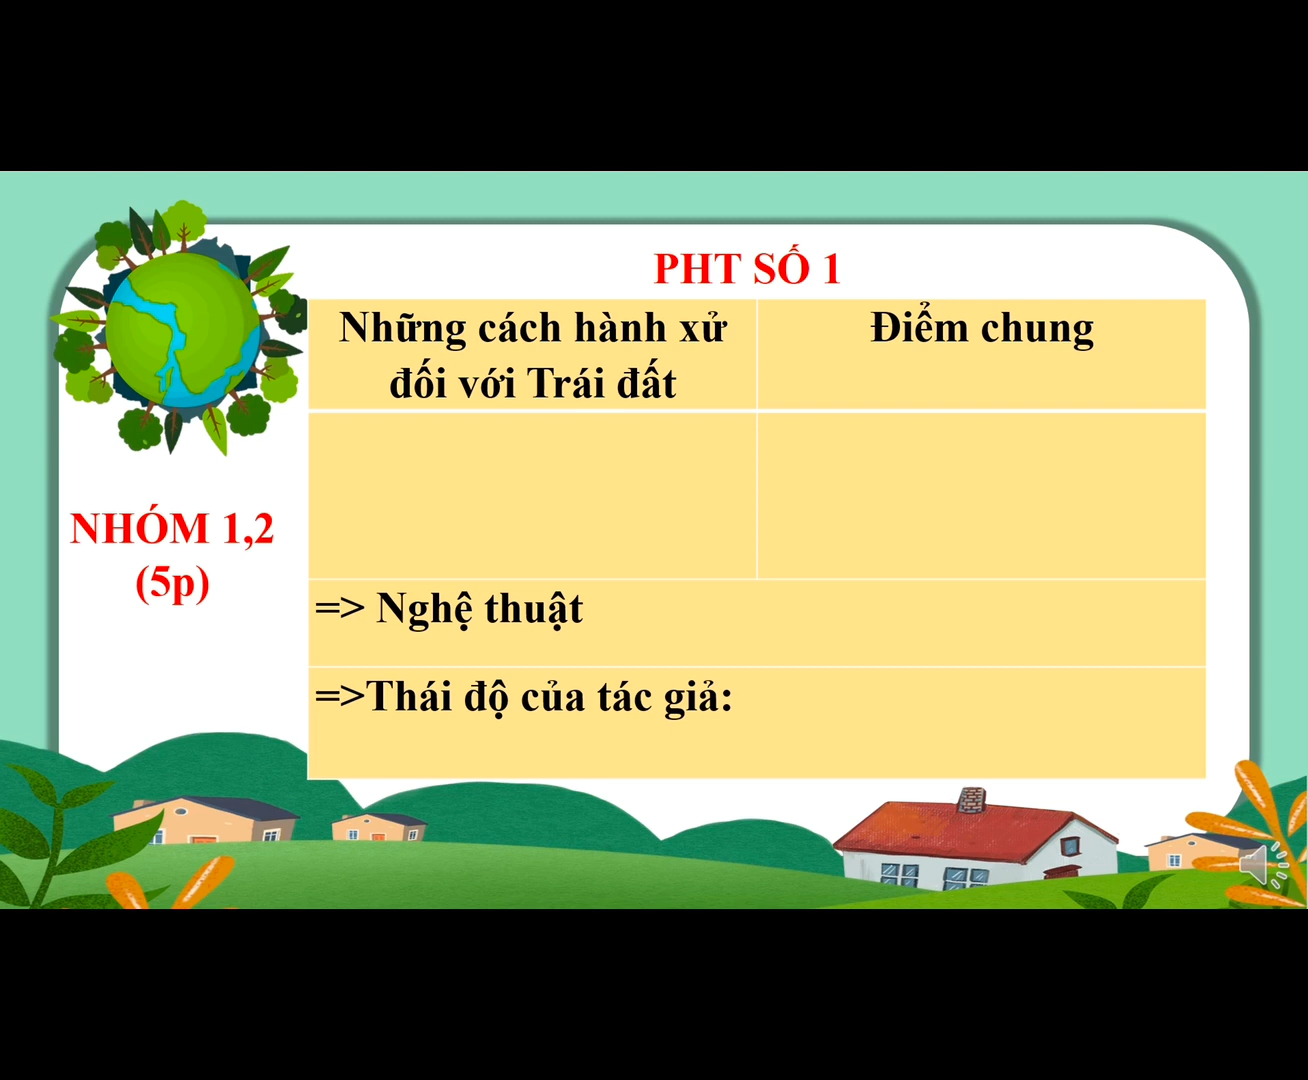 PHT SỐ 1
Những cách hành xử
đối với Trái đất
Điểm chung
NHÓM 1,2
(5p)
=> Nghệ thuật
=>Thái độ của tác giả: